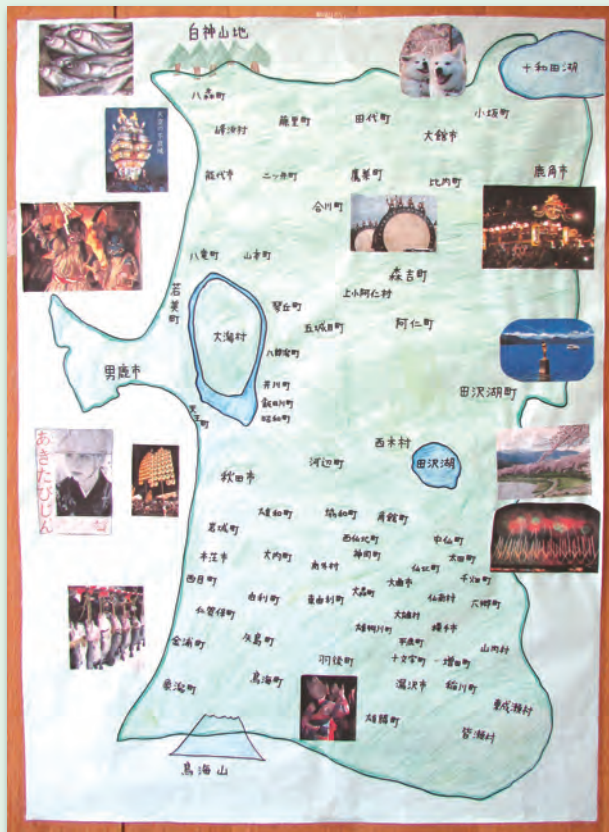 白神山地
十和田湖
八森町
峰浜村
藤里町
田代町
大館市
小坂町
能代市
二ツ井町
鷹巣町
比内町
鹿角市
合川町
八竜町
山本町
森吉町
上小阿仁村
若美町
琴丘町
五城目町
阿仁町
大潟村
八郎潟町
男鹿市
井川町
飯田川町
昭和町
天王町
田沢湖町
西木村
田沢湖
あきたびじん
秋田市
河辺町
雄和町
協和町
角館町
岩城町
西仙北町
中仙町
本荘市
大内町
南外村
神岡町
太田町
仙北町
千畑町
西目町
大曲市
由利町
東由利町
大森町
仙南村
六郷町
仁賀保町
大雄村
雄物川町
横手市
平鹿町
山内村
金浦町
矢島町
羽後町
十文字町
増田町
象潟町
鳥海町
湯沢市
稲川町
東成瀬村
雄勝町
皆瀬村
鳥海山